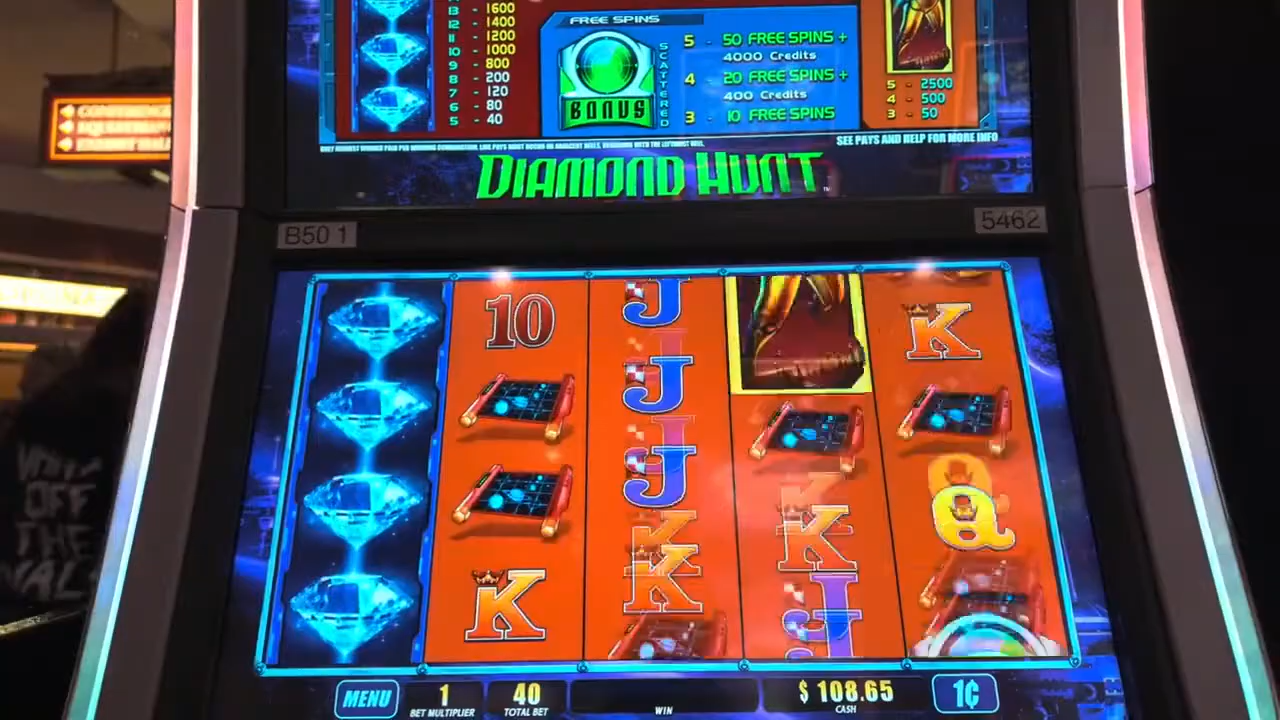 13 - 1600
12 - 1400
11 - 1200
10 - 1000
9 - 800
8 - 200
7 - 120
6 - 80
5 - 40
FREE SPINS
BONUS
SCATTERED
5 - 50 FREE SPINS +
4000 Credits
4 - 20 FREE SPINS +
400 Credits
3 - 10 FREE SPINS
5 - 2500
4 - 500
3 - 50
SEE PAYS AND HELP FOR MORE INFO
DIAMOND HUNT
B50 1
5462
10
J
K
J
J
K
Q
K
K
J
MENU
1
BET MULTIPLIER
40
TOTAL BET
WIN
$ 108.65
CASH
1¢
OFF
THE